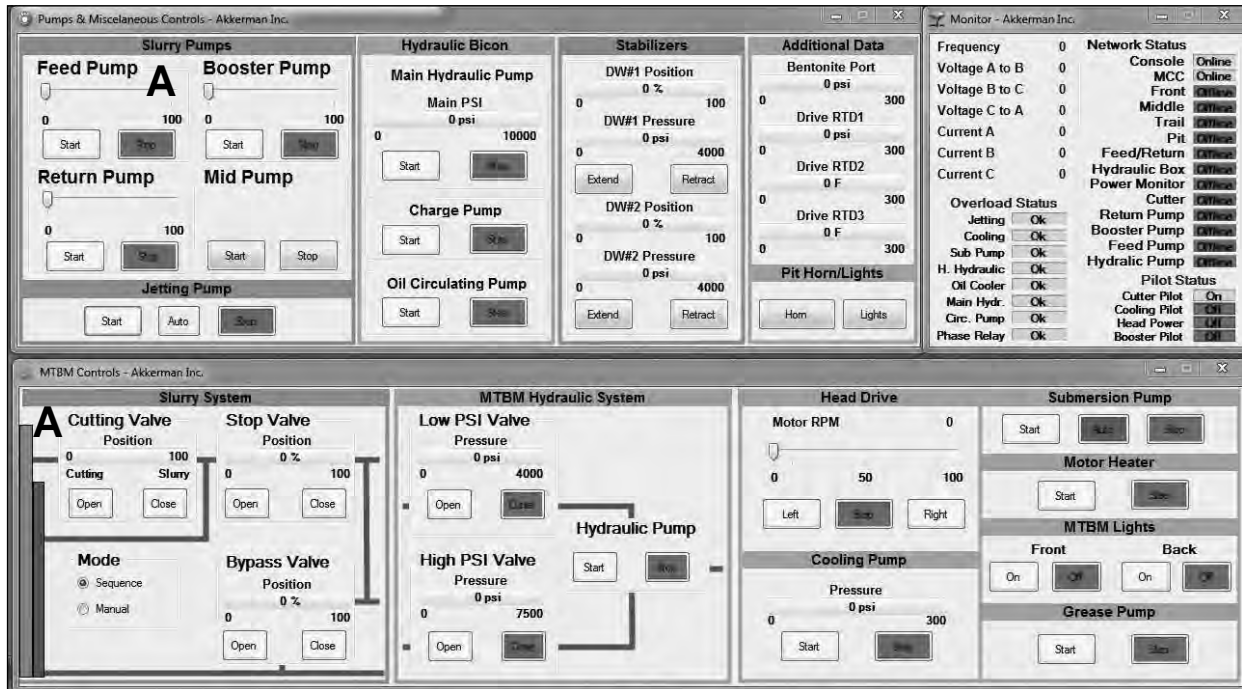 Pumps & Miscelaneous Controls - Akkerman Inc.
Slurry Pumps
Feed Pump A Booster Pump
0 100 0 100
Start Stop Start Stop
Return Pump Mid Pump
0 100
Start Stop Start Stop
Jetting Pump
Start Auto Stop
Hydraulic Bicon
Main Hydraulic Pump
Main PSI
0 psi
0 10000
Start Stop
Charge Pump
Start Stop
Oil Circulating Pump
Start Stop
Stabilizers
DW#1 Position
0 %
0 100
DW#1 Pressure
0 psi
0 4000
Extend Retract
DW#2 Position
0 %
0 100
DW#2 Pressure
0 psi
0 4000
Extend Retract
Additional Data
Bentonite Port
0 psi
0 300
Drive RTD1
0 psi
0 300
Drive RTD2
0 F
0 300
Drive RTD3
0 F
0 300
Pit Horn/Lights
Horn Lights
Monitor - Akkerman Inc.
Frequency 0
Voltage A to B 0
Voltage B to C 0
Voltage C to A 0
Current A 0
Current B 0
Current C 0
Overload Status
Jetting Ok
Cooling Ok
Sub Pump Ok
H. Hydraulic Ok
Oil Cooler Ok
Main Hydr. Ok
Circ. Pump Ok
Phase Relay Ok
Network Status
Console Online
MCC Online
Front Offline
Middle Offline
Trail Offline
Pit Offline
Feed/Return Offline
Hydraulic Box Offline
Power Monitor Offline
Cutter Offline
Return Pump Offline
Booster Pump Offline
Feed Pump Offline
Hydralic Pump Offline
Pilot Status
Cutter Pilot On
Cooling Pilot Off
Head Power Off
Booster Pilot Off
MTBM Controls - Akkerman Inc.
Slurry System
A Cutting Valve Stop Valve
Position Position
0 100 0 %
Cutting Slurry 0 100
Open Close Open Close
Mode
Sequence
Manual
Bypass Valve
Position
0 %
0 100
Open Close
MTBM Hydraulic System
Low PSI Valve
Pressure
0 psi
0 4000
Open Close
Hydraulic Pump
Start Stop
High PSI Valve
Pressure
0 psi
0 7500
Open Close
Head Drive
Motor RPM 0
0 50 100
Left Stop Right
Cooling Pump
Pressure
0 psi
0 300
Start Stop
Submersion Pump
Start Auto Stop
Motor Heater
Start Stop
MTBM Lights
Front Back
On Off On Off
Grease Pump
Start Stop